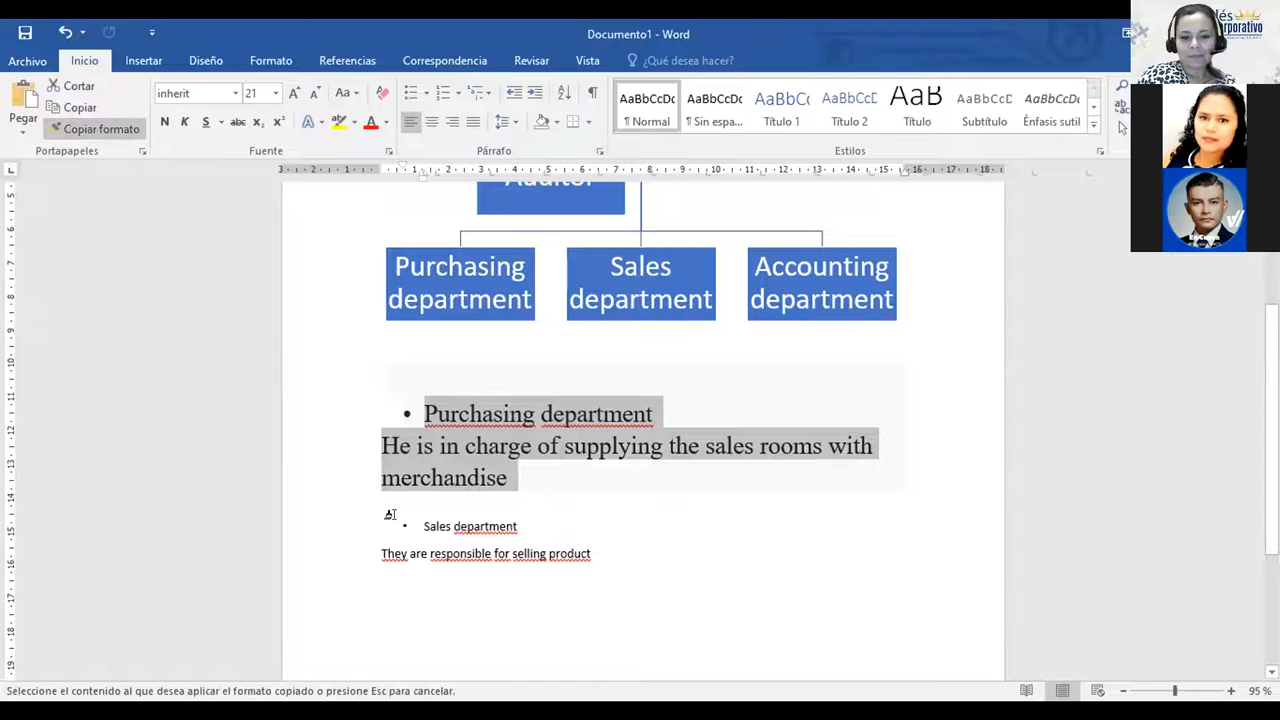 Documento1 - Word
Archivo
Inicio
Insertar
Diseño
Formato
Referencias
Correspondencia
Revisar
Vista
¿Qué desea hacer?
Pegar
Cortar
Copiar
Copiar formato
inherit
21
AaBbCcDc
¶ Normal
AaBbCcDc
¶ Sin espa...
AaBbC
Título 1
AaBbCcD
Título 2
AaB
Título
AaBbCcD
Subtítulo
AaBbCcDc
Énfasis sutil
Portapapeles
Fuente
Párrafo
Estilos
Auditor
Purchasing department
Sales department
Accounting department
• Purchasing department
He is in charge of supplying the sales rooms with
merchandise
• Sales department
They are responsible for selling product
Seleccione el contenido al que desea aplicar el formato copiado o presione Esc para cancelar.
95 %